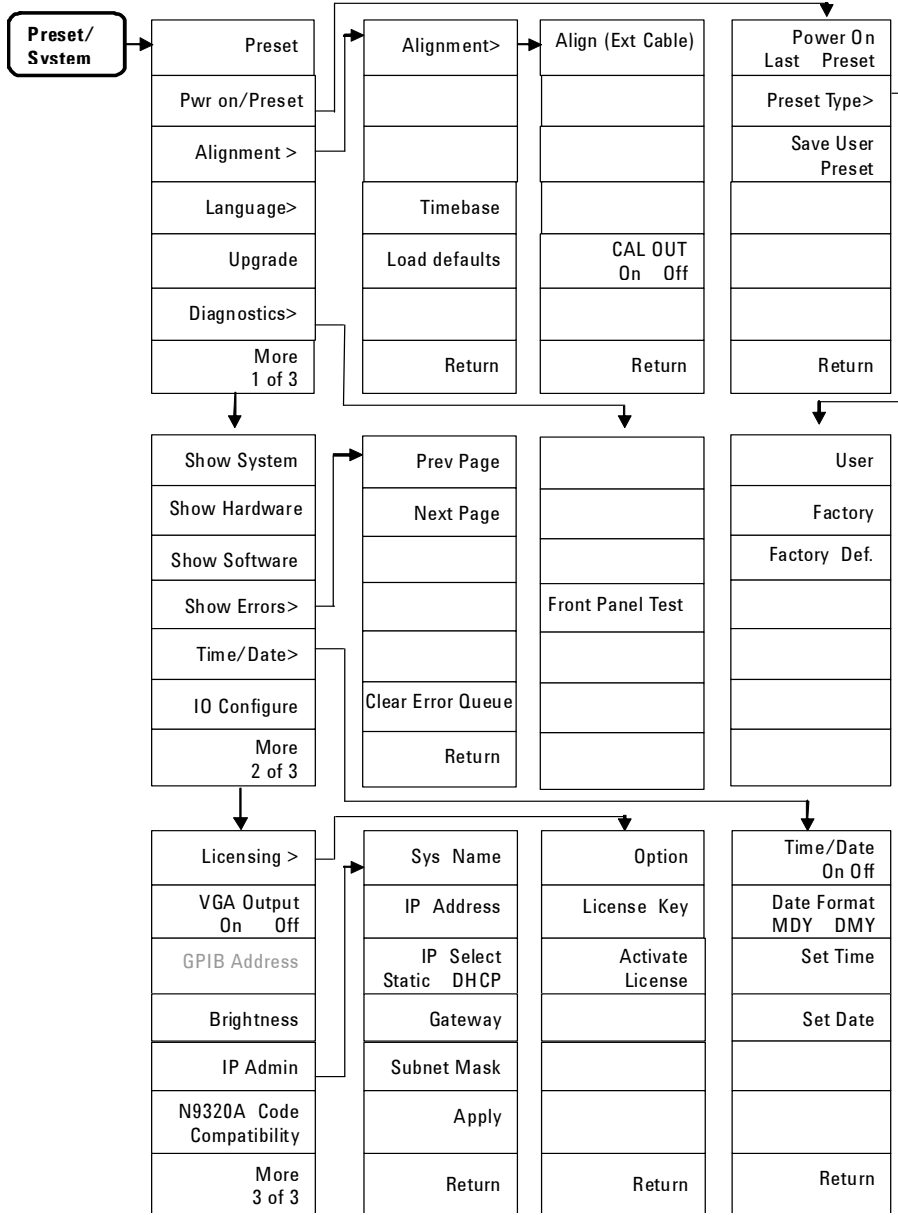 Preset/
System
Preset
Pwr on/Preset
Alignment >
Language>
Upgrade
Diagnostics>
More
1 of 3
Alignment>
Timebase
Load defaults
Return
Align (Ext Cable)
CAL OUT
On Off
Return
Power On
Last Preset
Preset Type>
Save User
Preset
Return
Show System
Show Hardware
Show Software
Show Errors>
Time/Date>
IO Configure
More
2 of 3
Prev Page
Next Page
Clear Error Queue
Return
Front Panel Test
User
Factory
Factory Def.
Licensing >
VGA Output
On Off
GPIB Address
Brightness
IP Admin
N9320A Code
Compatibility
More
3 of 3
Sys Name
IP Address
IP Select
Static DHCP
Gateway
Subnet Mask
Apply
Return
Option
License Key
Activate
License
Return
Time/Date
On Off
Date Format
MDY DMY
Set Time
Set Date
Return